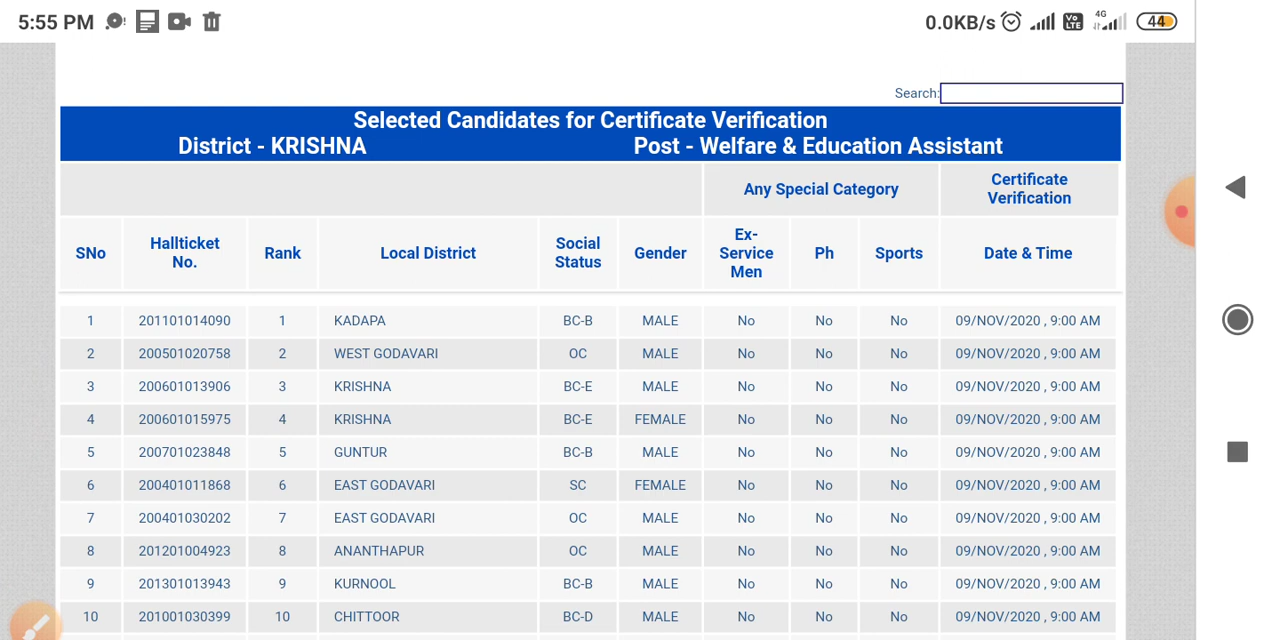 5:55 PM 0.0KB/s Vo LTE 4G 44
Search:
Selected Candidates for Certificate Verification
District - KRISHNA Post - Welfare & Education Assistant
Any Special Category Certificate Verification
SNo Hallticket No. Rank Local District Social Status Gender Ex-Service Men Ph Sports Date & Time
1 201101014090 1 KADAPA BC-B MALE No No No 09/NOV/2020 , 9:00 AM
2 200501020758 2 WEST GODAVARI OC MALE No No No 09/NOV/2020 , 9:00 AM
3 200601013906 3 KRISHNA BC-E MALE No No No 09/NOV/2020 , 9:00 AM
4 200601015975 4 KRISHNA BC-E FEMALE No No No 09/NOV/2020 , 9:00 AM
5 200701023848 5 GUNTUR BC-B MALE No No No 09/NOV/2020 , 9:00 AM
6 200401011868 6 EAST GODAVARI SC FEMALE No No No 09/NOV/2020 , 9:00 AM
7 200401030202 7 EAST GODAVARI OC MALE No No No 09/NOV/2020 , 9:00 AM
8 201201004923 8 ANANTHAPUR OC MALE No No No 09/NOV/2020 , 9:00 AM
9 201301013943 9 KURNOOL BC-B MALE No No No 09/NOV/2020 , 9:00 AM
10 201001030399 10 CHITTOOR BC-D MALE No No No 09/NOV/2020 , 9:00 AM